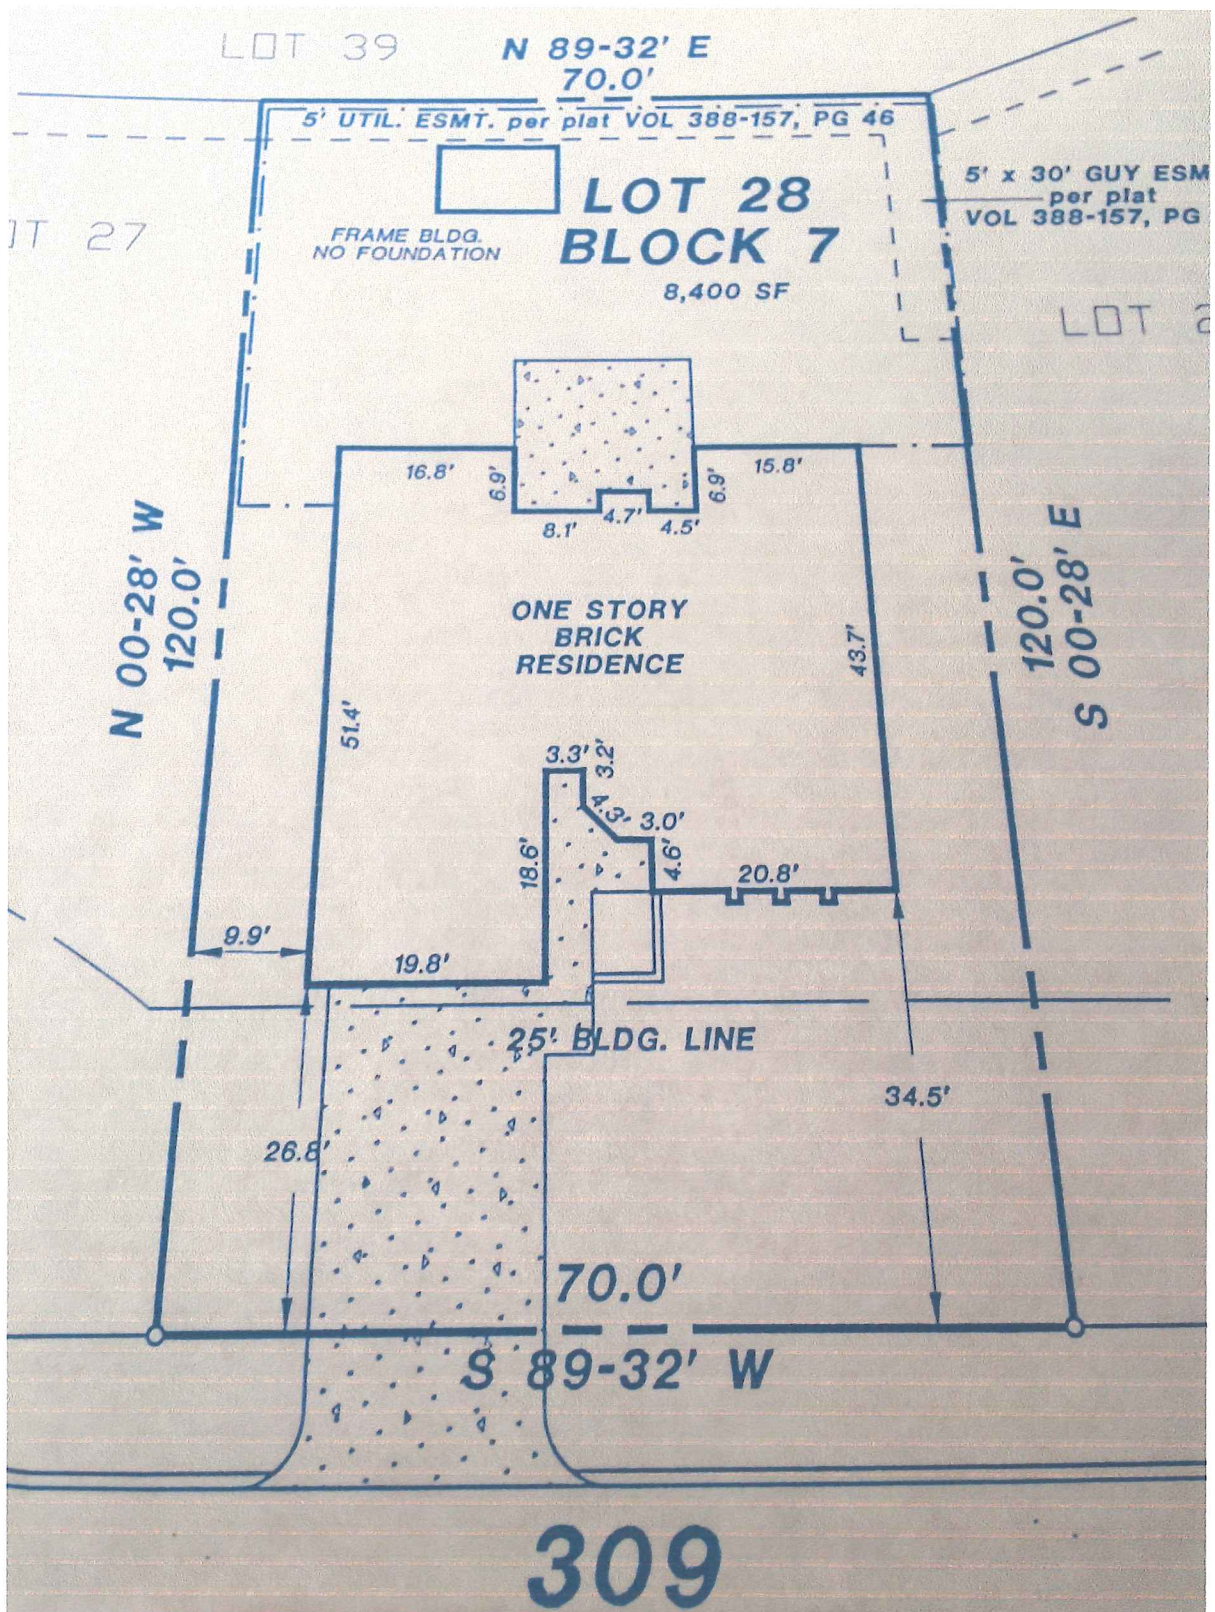 LOT 39
N 89-32' E
70.0'
5' UTIL. ESMT. per plat VOL 388-157, PG 46
5' x 30' GUY ESM
per plat
VOL 388-157, PG
LOT 28
BLOCK 7
8,400 SF
27
FRAME BLDG.
NO FOUNDATION
LOT
16.8'
6.9'
8.1'
4.7'
4.5'
6.9'
15.8'
N 00-28' W
120.0'
ONE STORY
BRICK
RESIDENCE
51.4'
43.7'
120.0'
S 00-28' E
3.3'
3.2'
4.3'
3.0'
4.6'
18.6'
20.8'
9.9'
19.8'
25' BLDG. LINE
26.8'
34.5'
70.0'
S 89-32' W
309